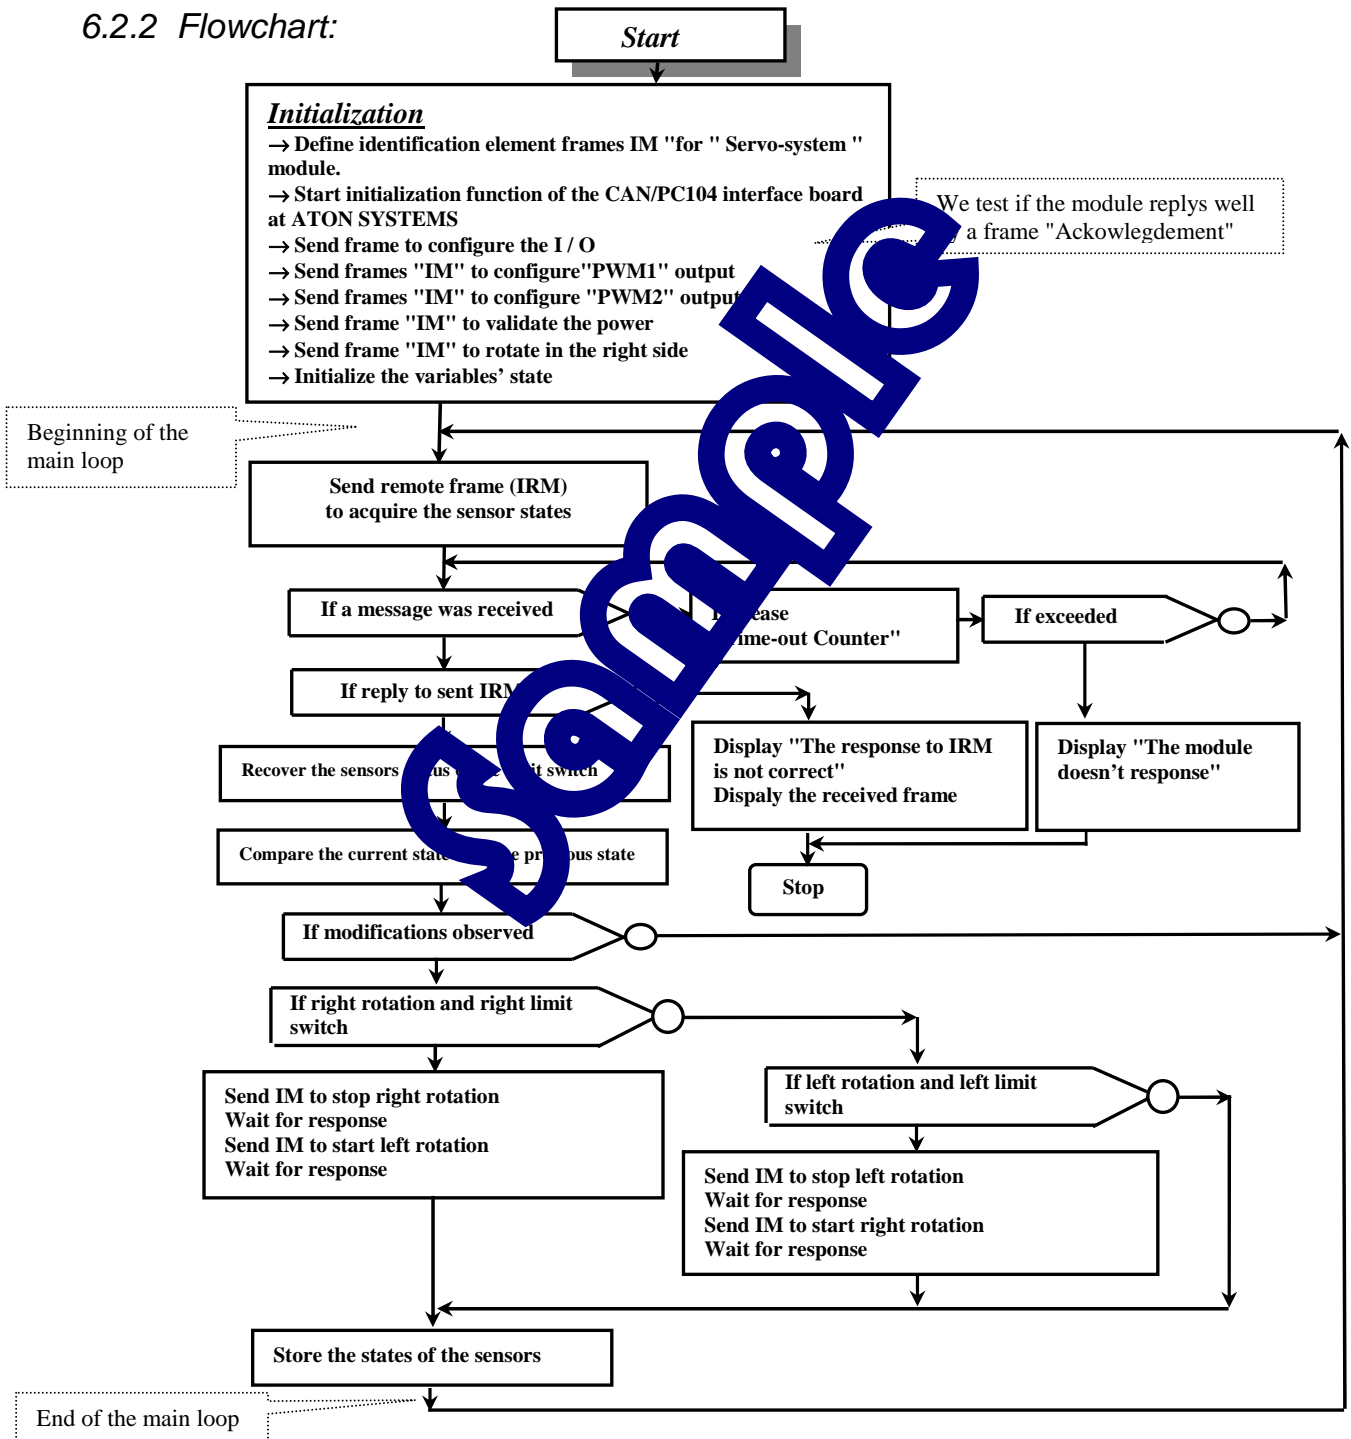 6.2.2 Flowchart:
Start
Initialization
→ Define identification element frames IM "for " Servo-system "
module.
→ Start initialization function of the CAN/PC104 interface board
at ATON SYSTEMS
→ Send frame to configure the I / O
→ Send frames "IM" to configure"PWM1" output
→ Send frames "IM" to configure "PWM2" output
→ Send frame "IM" to validate the power
→ Send frame "IM" to rotate in the right side
→ Initialize the variables' state
We test if the module replys well
a frame "Ackowlegdement"
Beginning of the
main loop
Send remote frame (IRM)
to acquire the sensor states
If a message was received
Counter"
If exceeded
If reply to sent IRM
Display "The response to IRM
is not correct"
Dispaly the received frame
Display "The module
doesn't response"
Recover the sensors switch
Compare the current state state
Stop
If modifications observed
If right rotation and right limit
switch
Send IM to stop right rotation
Wait for response
Send IM to start left rotation
Wait for response
If left rotation and left limit
switch
Send IM to stop left rotation
Wait for response
Send IM to start right rotation
Wait for response
Store the states of the sensors
End of the main loop
Sample